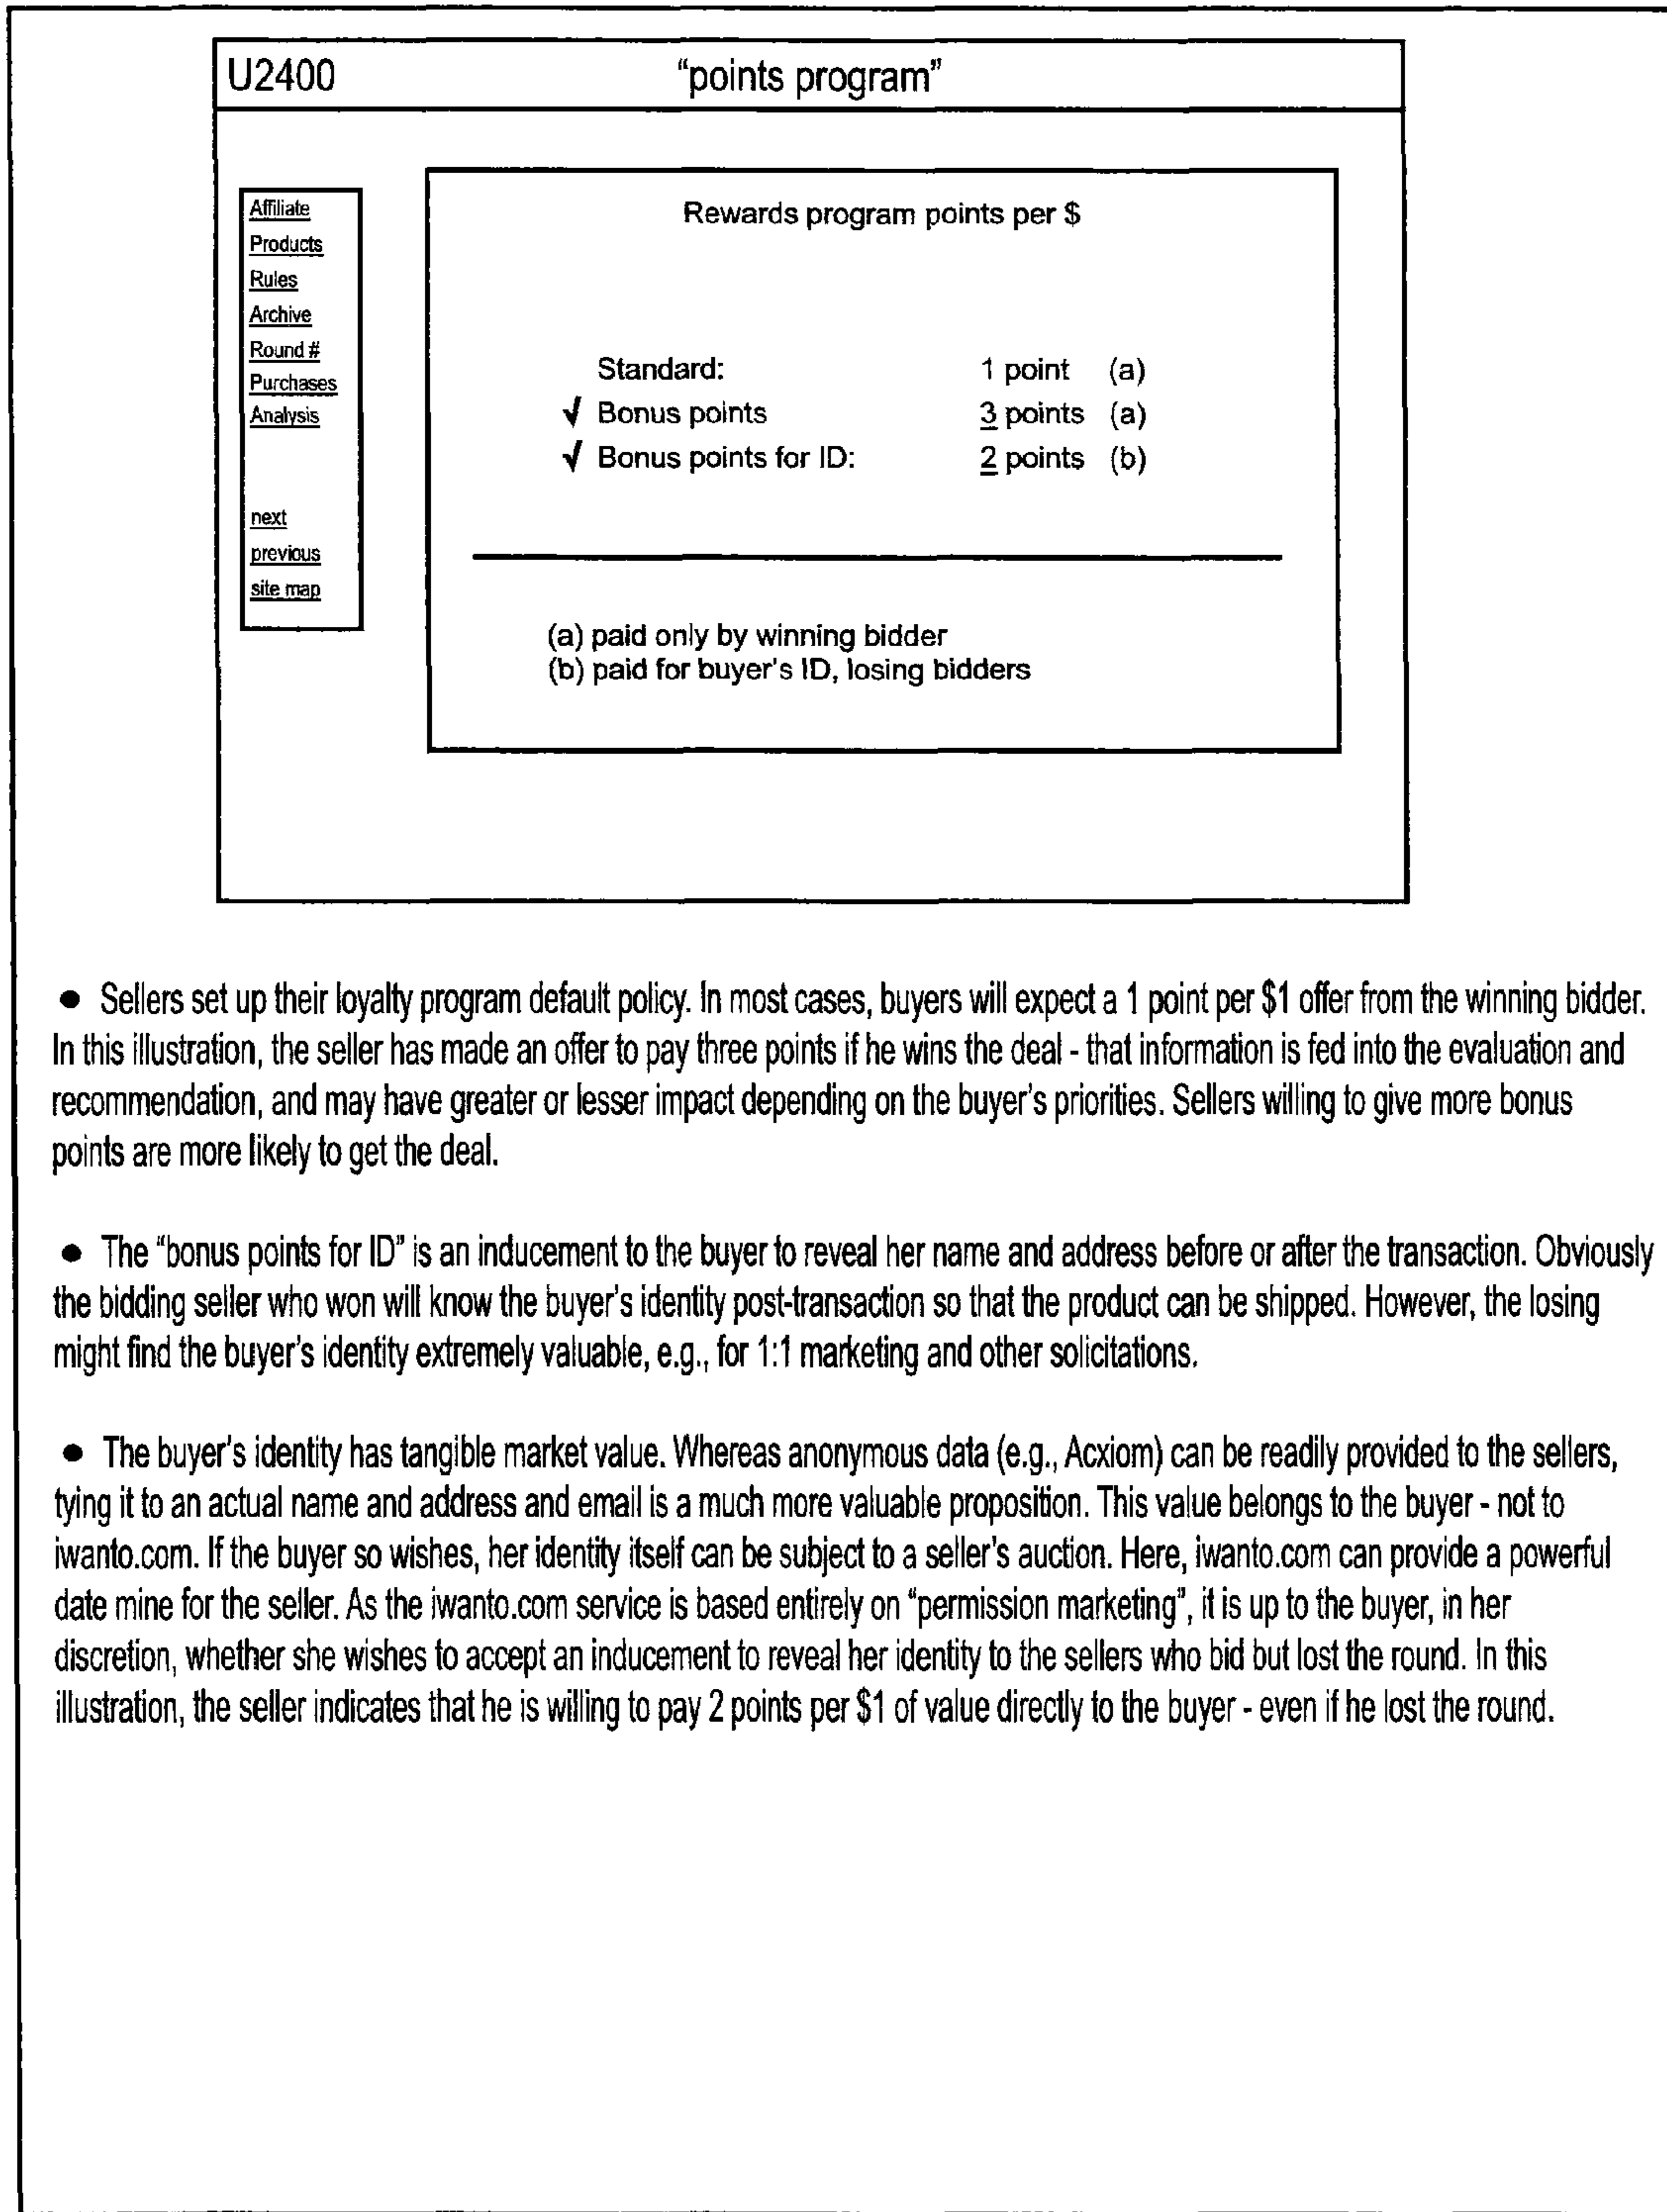 U2400 "points program"
Affiliate
Products
Rules
Archive
Round #
Purchases
Analysis
next
previous
site map
Rewards program points per $
Standard: 1 point (a)
√ Bonus points 3 points (a)
√ Bonus points for ID: 2 points (b)
(a) paid only by winning bidder
(b) paid for buyer's ID, losing bidders
● Sellers set up their loyalty program default policy. In most cases, buyers will expect a 1 point per $1 offer from the winning bidder.
In this illustration, the seller has made an offer to pay three points if he wins the deal - that information is fed into the evaluation and
recommendation, and may have greater or lesser impact depending on the buyer's priorities. Sellers willing to give more bonus
points are more likely to get the deal.
● The "bonus points for ID" is an inducement to the buyer to reveal her name and address before or after the transaction. Obviously
the bidding seller who won will know the buyer's identity post-transaction so that the product can be shipped. However, the losing
might find the buyer's identity extremely valuable, e.g., for 1:1 marketing and other solicitations.
● The buyer's identity has tangible market value. Whereas anonymous data (e.g., Acxiom) can be readily provided to the sellers,
tying it to an actual name and address and email is a much more valuable proposition. This value belongs to the buyer - not to
iwanto.com. If the buyer so wishes, her identity itself can be subject to a seller's auction. Here, iwanto.com can provide a powerful
date mine for the seller. As the iwanto.com service is based entirely on "permission marketing", it is up to the buyer, in her
discretion, whether she wishes to accept an inducement to reveal her identity to the sellers who bid but lost the round. In this
illustration, the seller indicates that he is willing to pay 2 points per $1 of value directly to the buyer - even if he lost the round.